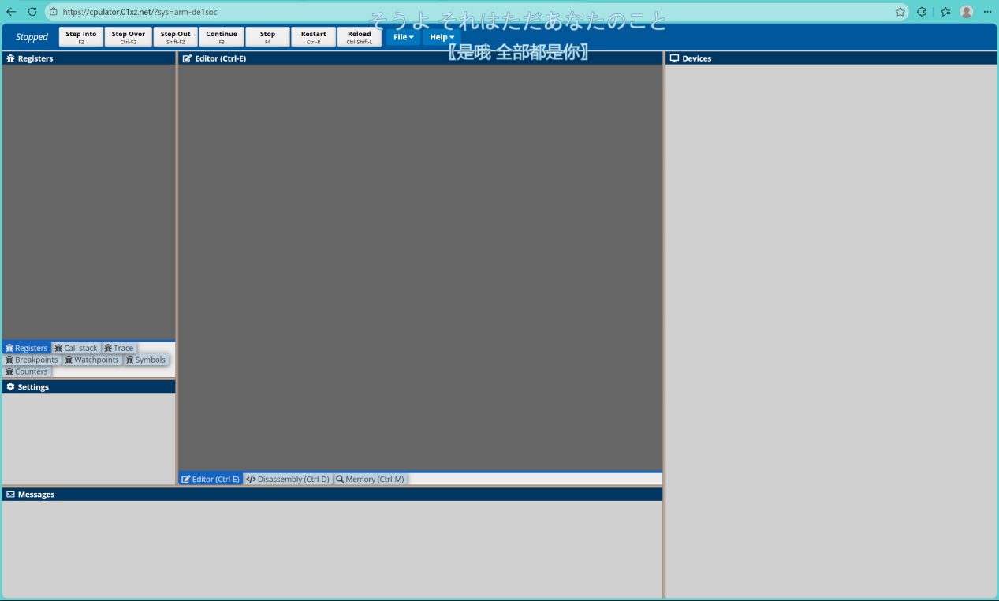 https://cpulator.01xz.net/?sys=arm-de1soc
そうよ それはただあなたのこと
〖是哦 全部都是你〗
Stopped
Step Into
F2
Step Over
Ctrl-F2
Step Out
Shift-F2
Continue
F3
Stop
F4
Restart
Ctrl-R
Reload
Ctrl-Shift-L
File
Help
Registers
Editor (Ctrl-E)
Devices
Registers
Call stack
Trace
Breakpoints
Watchpoints
Symbols
Counters
Settings
Editor (Ctrl-E)
Disassembly (Ctrl-D)
Memory (Ctrl-M)
Messages